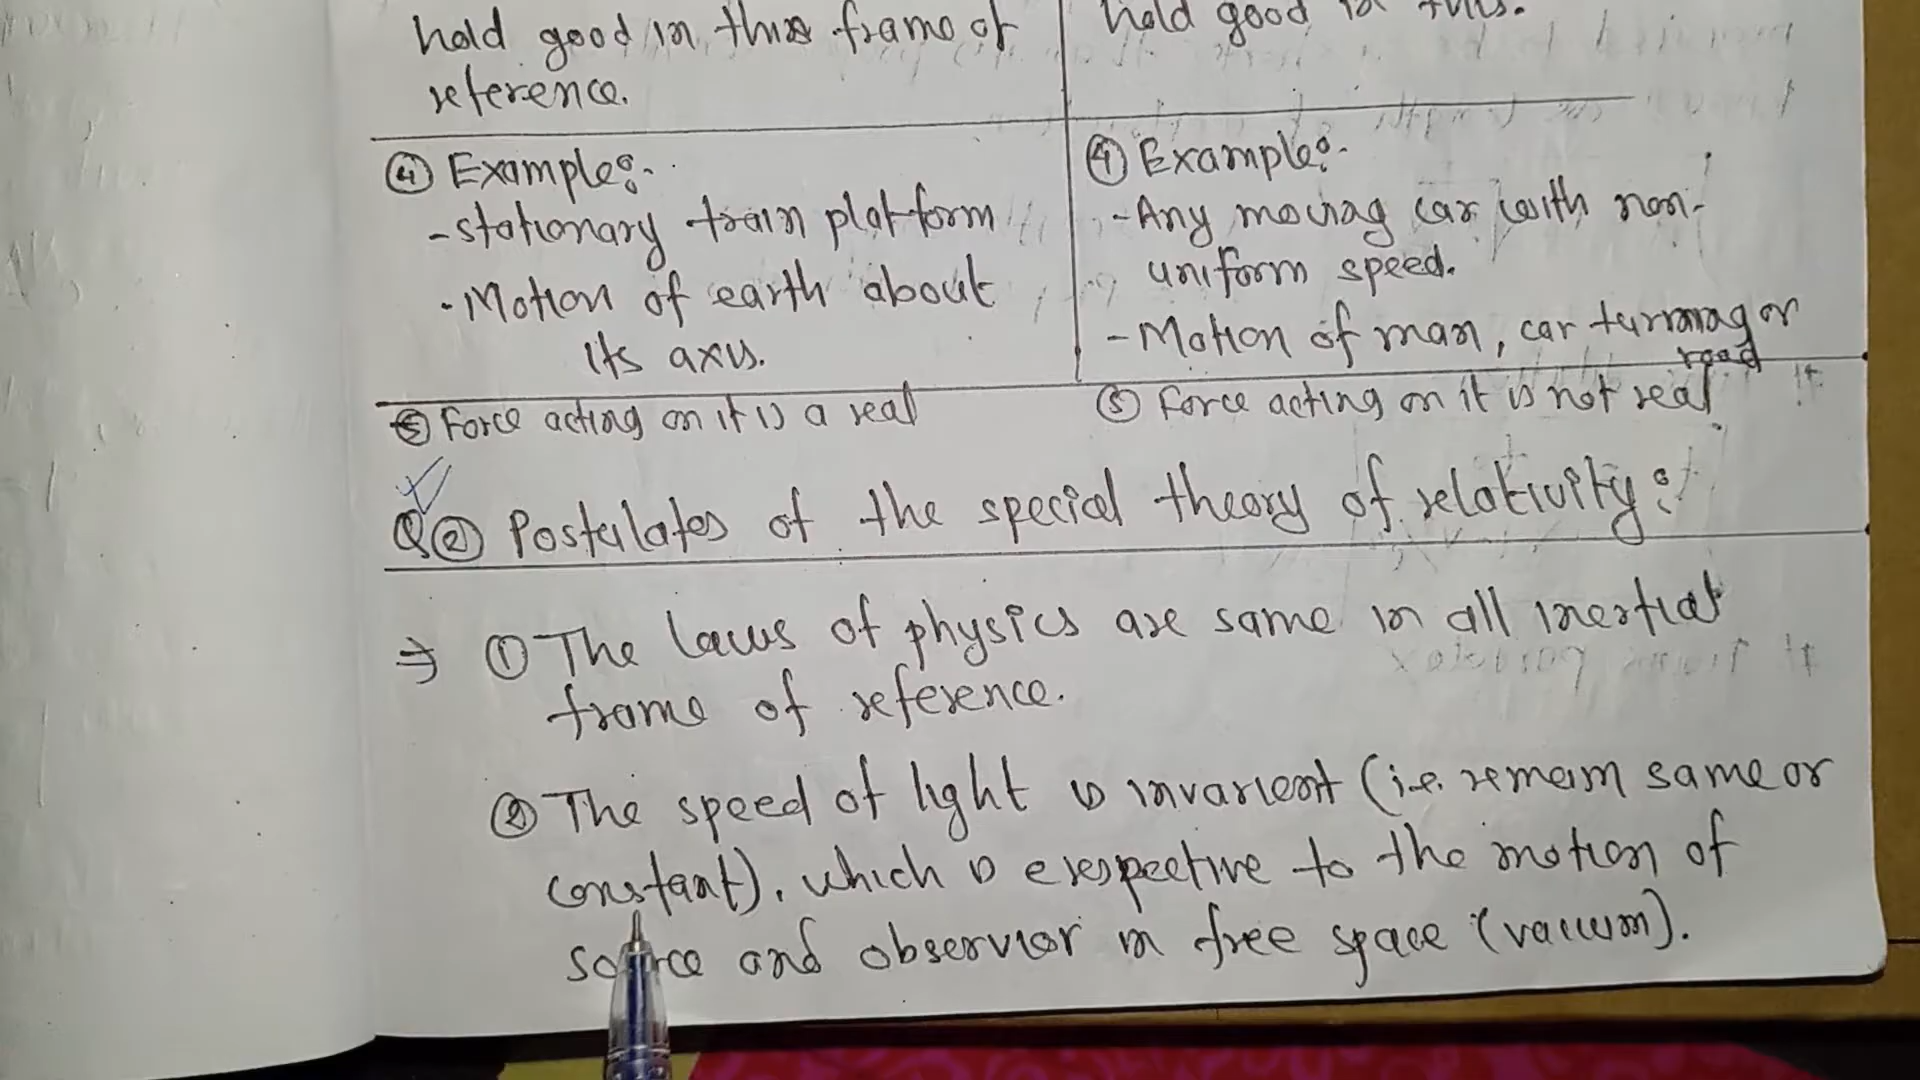 hold good in this frame of
reference.
hold good in this.
④ Example:-
-stationary train platform
-Motion of earth about
its axis.
④ Example:-
-Any moving car with non-
uniform speed.
-Motion of man, car turning on
road
⑤ Force acting on it is a real
⑤ Force acting on it is not real
Q② Postulates of the special theory of relativity:
⇒ ① The laws of physics are same in all inertial
frame of reference.
② The speed of light is invarient (i.e. remain same or
constant), which is erespective to the motion of
source and observior in free space (vaccum).